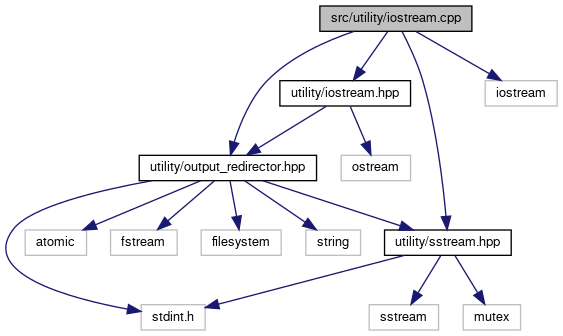 src/utility/iostream.cpp
utility/iostream.hpp
iostream
utility/output_redirector.hpp
ostream
atomic
fstream
filesystem
string
utility/sstream.hpp
stdint.h
sstream
mutex